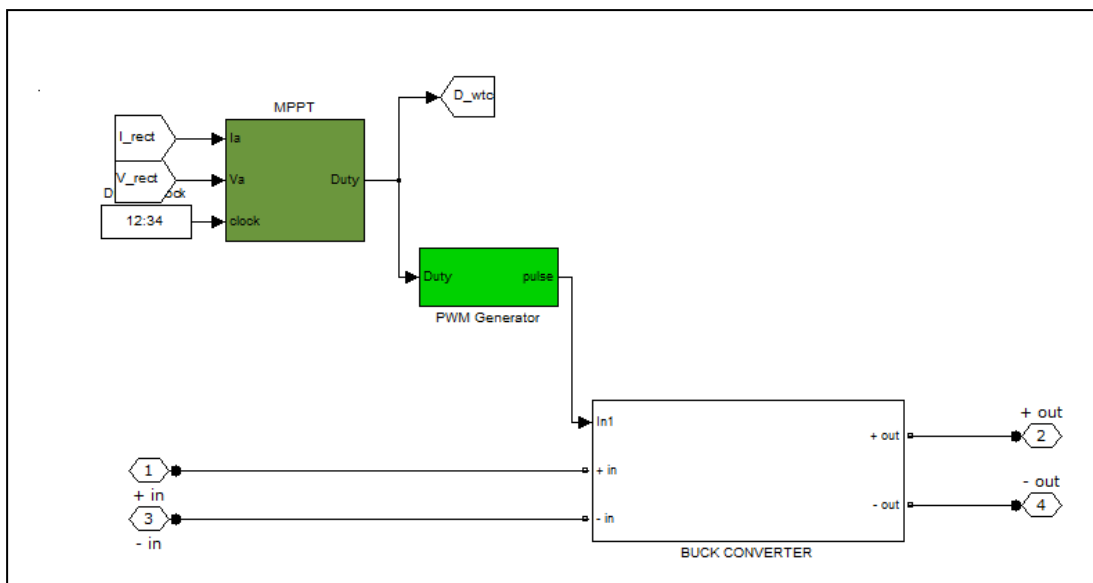 D_wtc
MPPT
I_rect
Ia
V_rect
Va
Duty
12:34
clock
Duty
pulse
PWM Generator
In1
+ out
+ out
2
1
+ in
+ in
- out
- out
4
3
- in
- in
BUCK CONVERTER